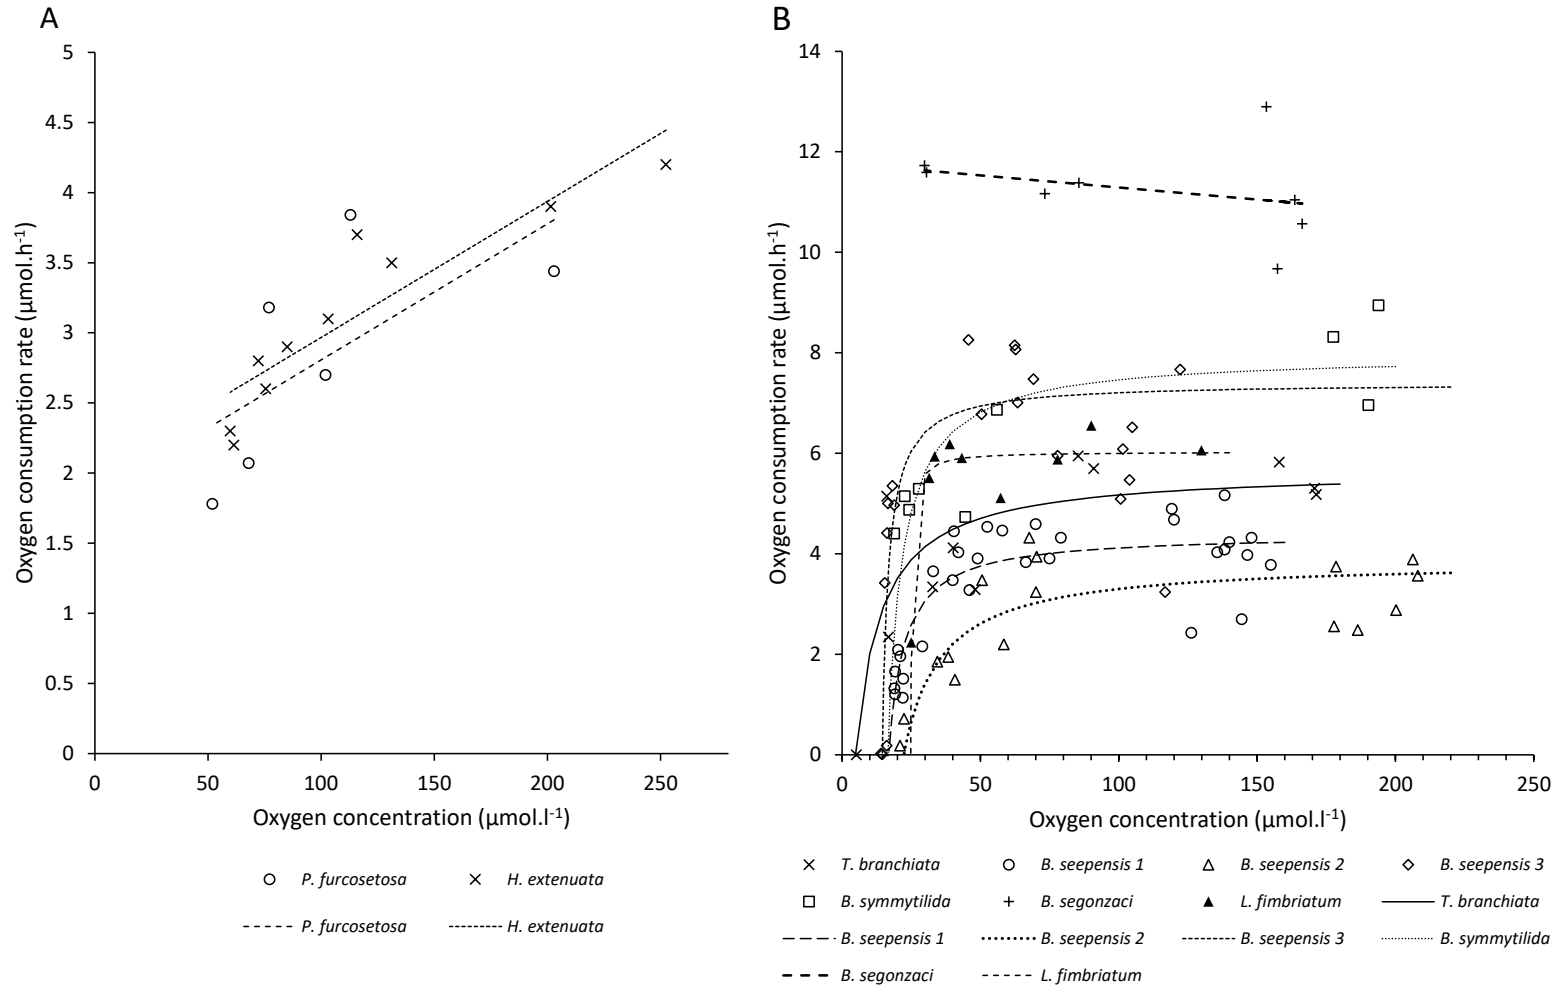 A
5
4.5
4
3.5
3
2.5
2
1.5
1
0.5
0
Oxygen consumption rate (µmol.h-1)
0 50 100 150 200 250
Oxygen concentration (µmol.l-1)
P. furcosetosa H. extenuata
P. furcosetosa H. extenuata
B
14
12
10
8
6
4
2
0
Oxygen consumption rate (µmol.h-1)
0 50 100 150 200 250
Oxygen concentration (µmol.l-1)
T. branchiata B. seepensis 1 B. seepensis 2 B. seepensis 3
B. symmytilida B. segonzaci L. fimbriatum T. branchiata
B. seepensis 1 B. seepensis 2 B. seepensis 3 B. symmytilida
B. segonzaci L. fimbriatum